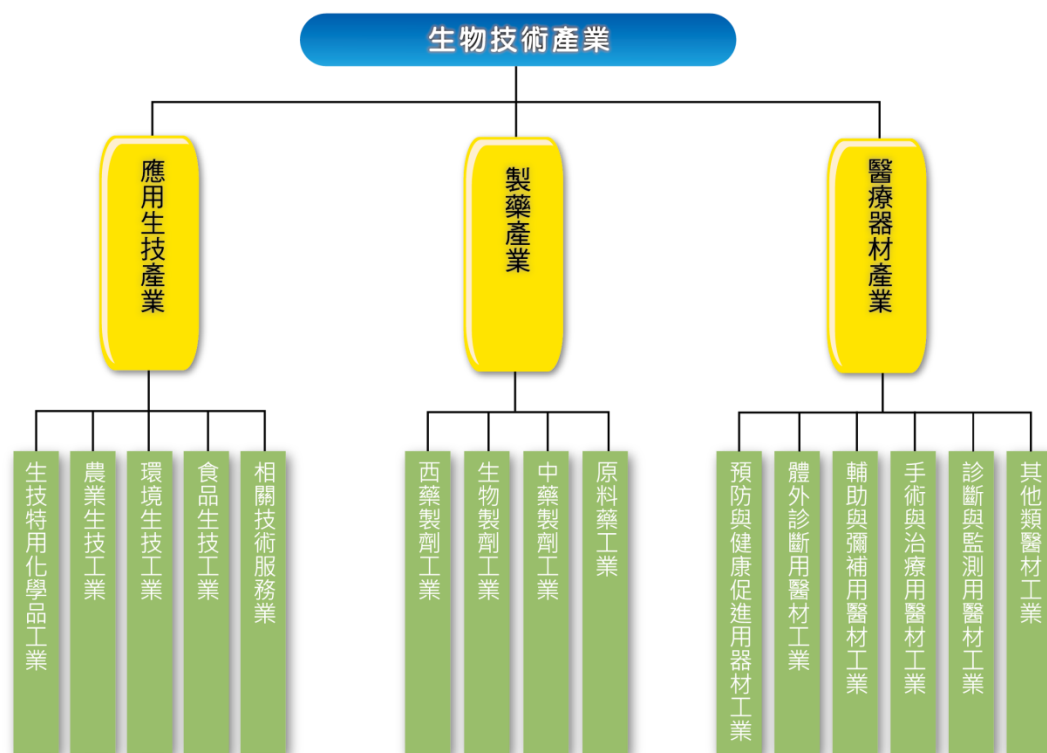 生物技術產業
應用生技產業
製藥產業
醫療器材產業
生技特用化學品工業
農業生技工業
環境生技工業
食品生技工業
相關技術服務業
西藥製劑工業
生物製劑工業
中藥製劑工業
原料藥工業
預防與健康促進用器材工業
體外診斷用醫材工業
輔助與彌補用醫材工業
手術與治療用醫材工業
診斷與監測用醫材工業
其他類醫材工業